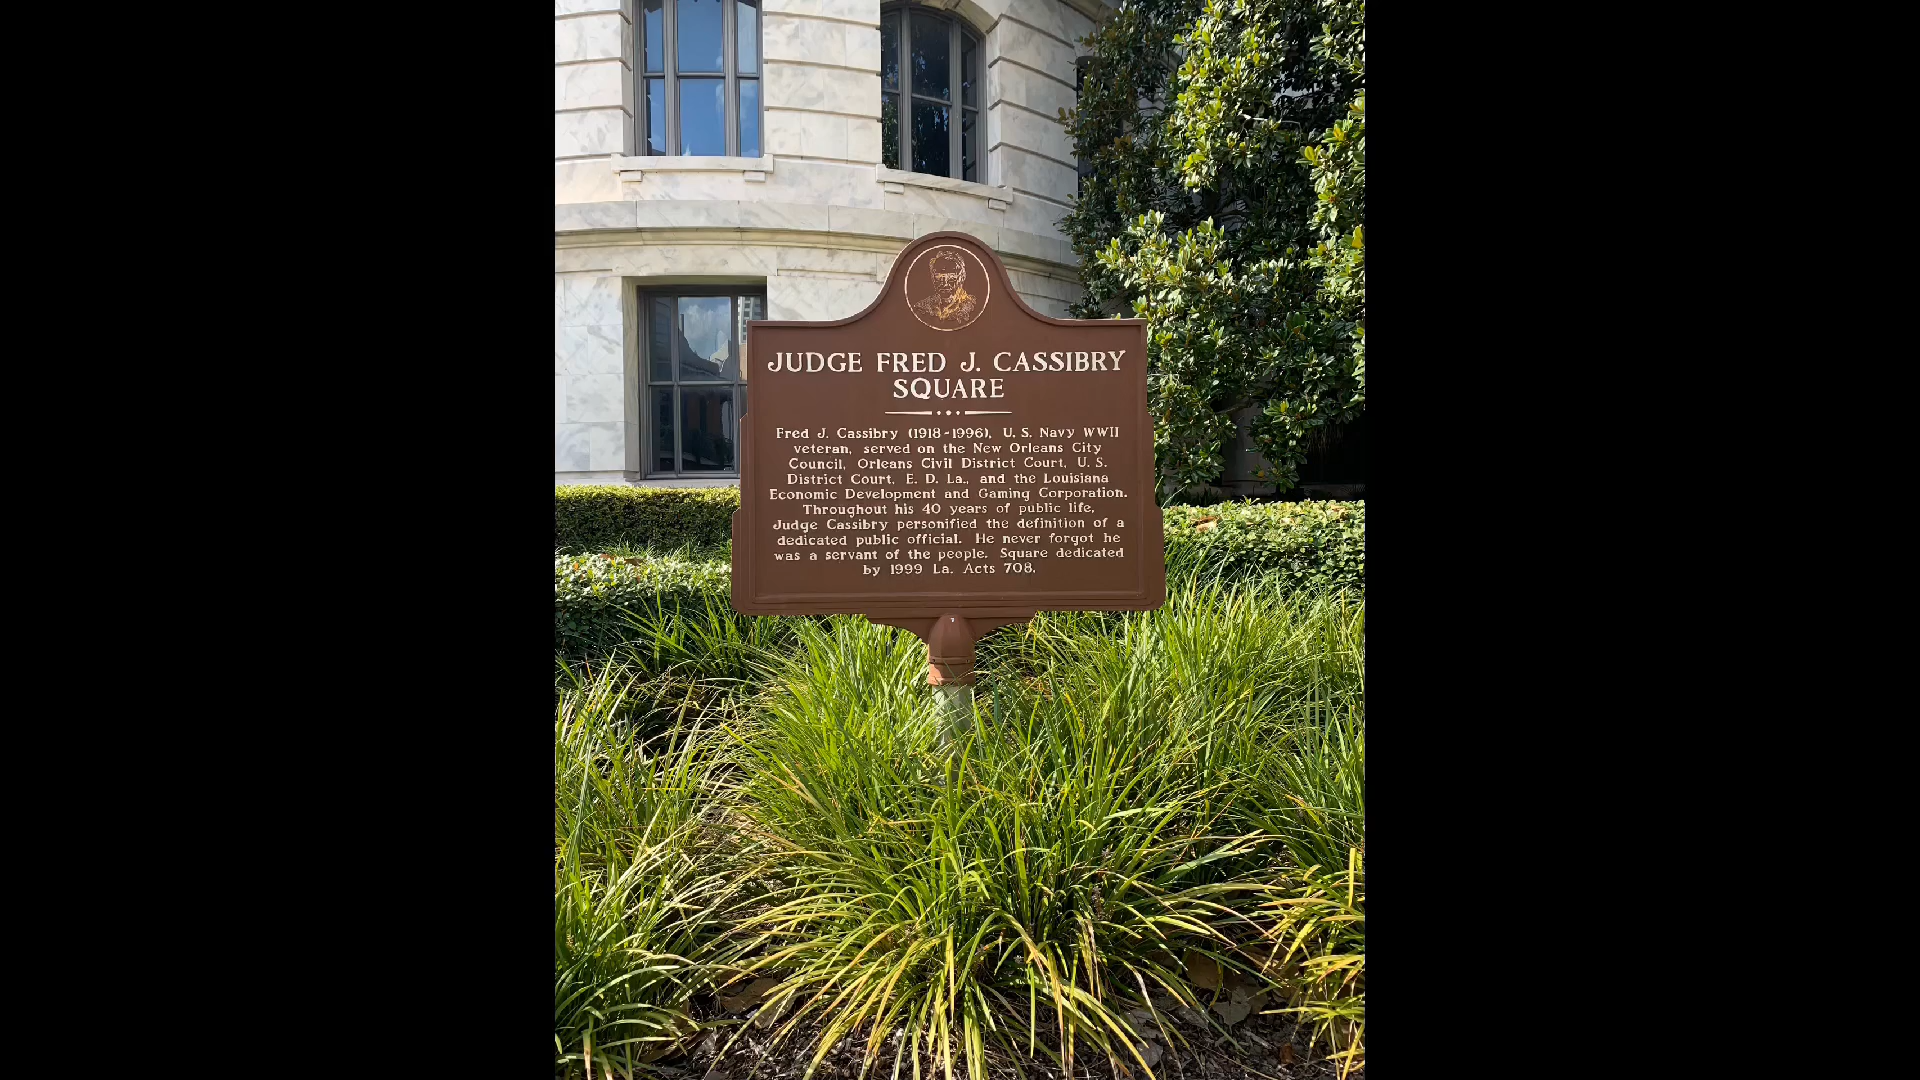 JUDGE FRED J. CASSIBRY
SQUARE
Fred J. Cassibry (1918-1996), U. S. Navy WWII
veteran, served on the New Orleans City
Council, Orleans Civil District Court, U. S.
District Court, E. D. La., and the Louisiana
Economic Development and Gaming Corporation.
Throughout his 40 years of public life,
Judge Cassibry personified the definition of a
dedicated public official. He never forgot he
was a servant of the people. Square dedicated
by 1999 La. Acts 708.